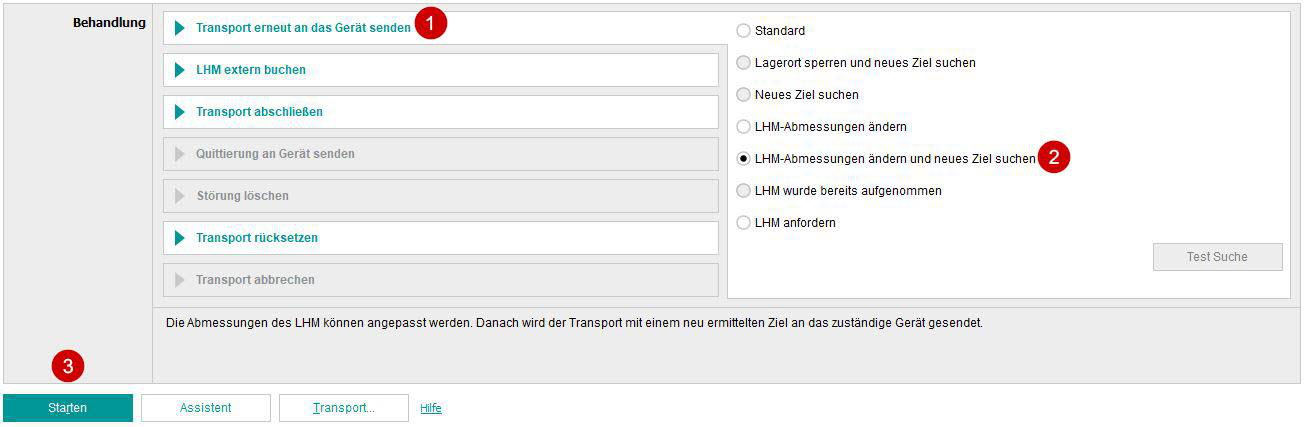 Behandlung
Transport erneut an das Gerät senden
1
LHM extern buchen
Transport abschließen
Quittierung an Gerät senden
Störung löschen
Transport rücksetzen
Transport abbrechen
Standard
Lagerort sperren und neues Ziel suchen
Neues Ziel suchen
LHM-Abmessungen ändern
LHM-Abmessungen ändern und neues Ziel suchen
2
LHM wurde bereits aufgenommen
LHM anfordern
Test Suche
Die Abmessungen des LHM können angepasst werden. Danach wird der Transport mit einem neu ermittelten Ziel an das zuständige Gerät gesendet.
3
Starten
Assistent
Transport...
Hilfe